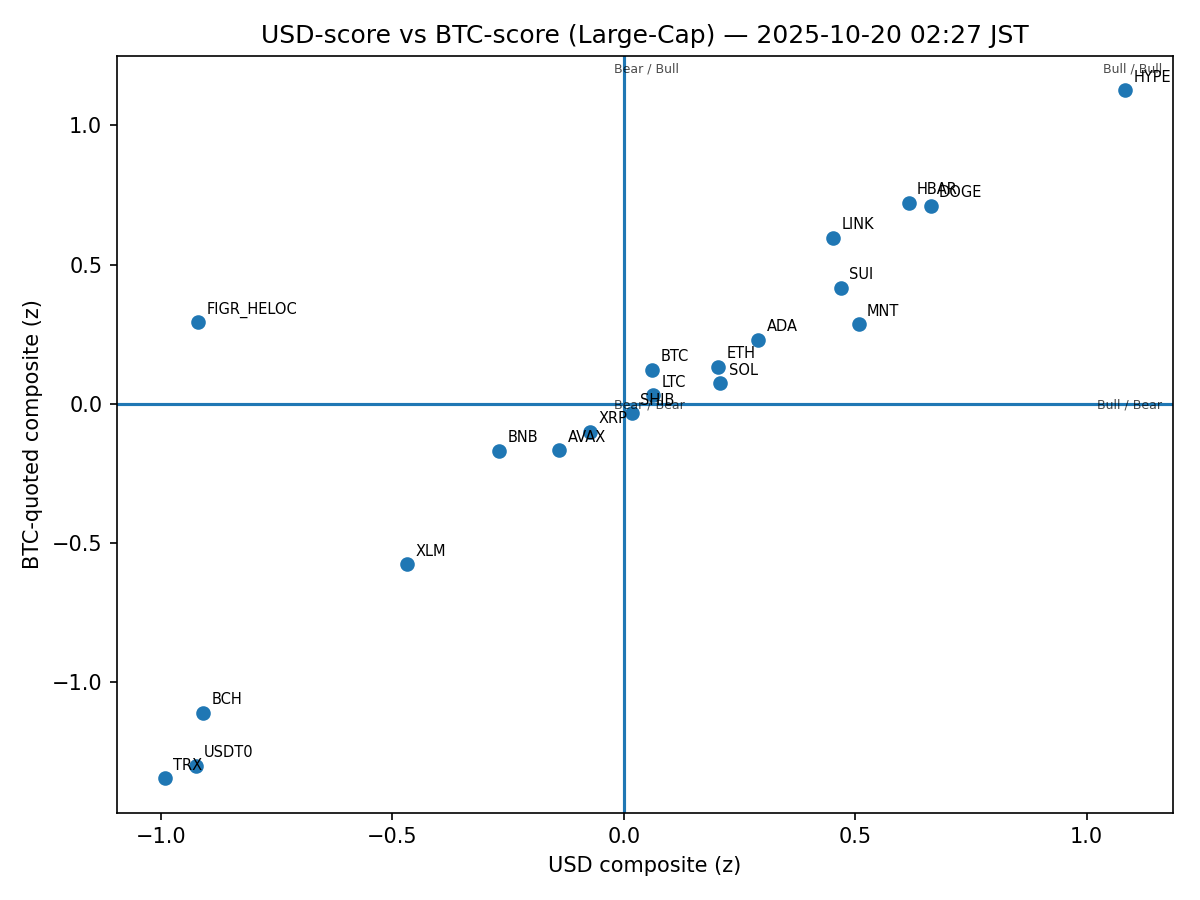 USD-score vs BTC-score (Large-Cap) — 2025-10-20 02:27 JST
Bear / Bull
Bull / Bull
HYPE
1.0
HBAR
DOGE
LINK
0.5
SUI
FIGR_HELOC
MNT
ADA
BTC
ETH
SOL
LTC
SHIB
0.0
Bear / Bear
Bull / Bear
XRP
BNB
AVAX
−0.5
XLM
−1.0
BCH
USDT0
TRX
−1.0
−0.5
0.0
0.5
1.0
USD composite (z)
BTC-quoted composite (z)